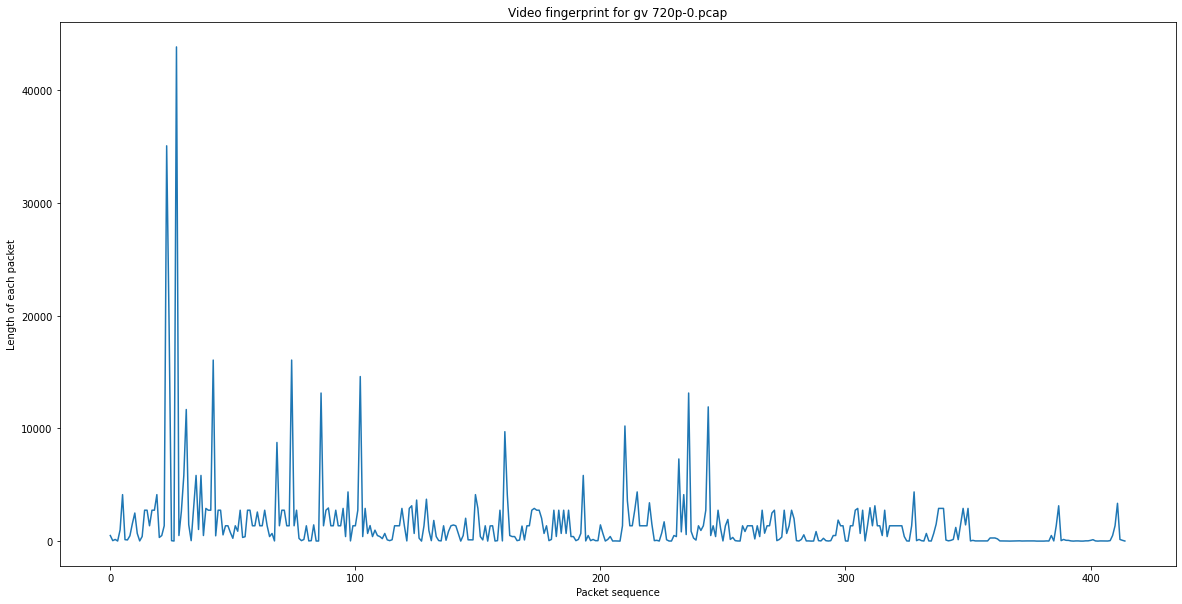 Video fingerprint for gv 720p-0.pcap
Length of each packet
40000
30000
20000
10000
0
0 100 200 300 400
Packet sequence